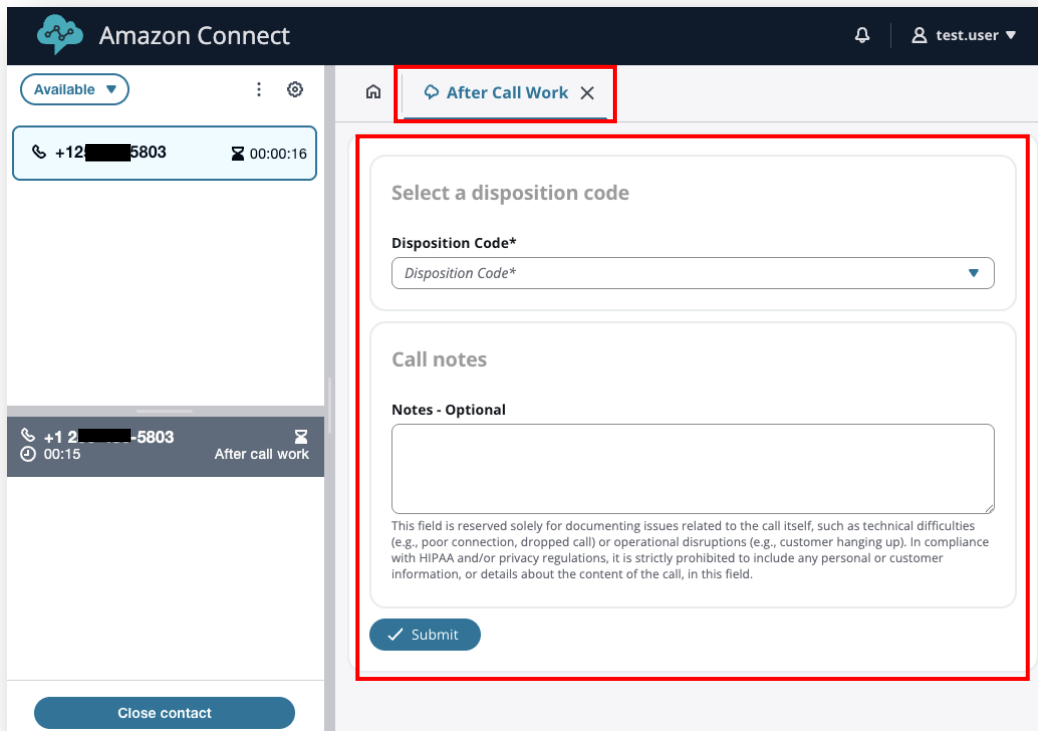 Amazon Connect
test.user
Available
After Call Work
+12 5803
00:00:16
Select a disposition code
Disposition Code*
Disposition Code*
Call notes
Notes - Optional
This field is reserved solely for documenting issues related to the call itself, such as technical difficulties
(e.g., poor connection, dropped call) or operational disruptions (e.g., customer hanging up). In compliance
with HIPAA and/or privacy regulations, it is strictly prohibited to include any personal or customer
information, or details about the content of the call, in this field.
Submit
+1 2 -5803
00:15
After call work
Close contact